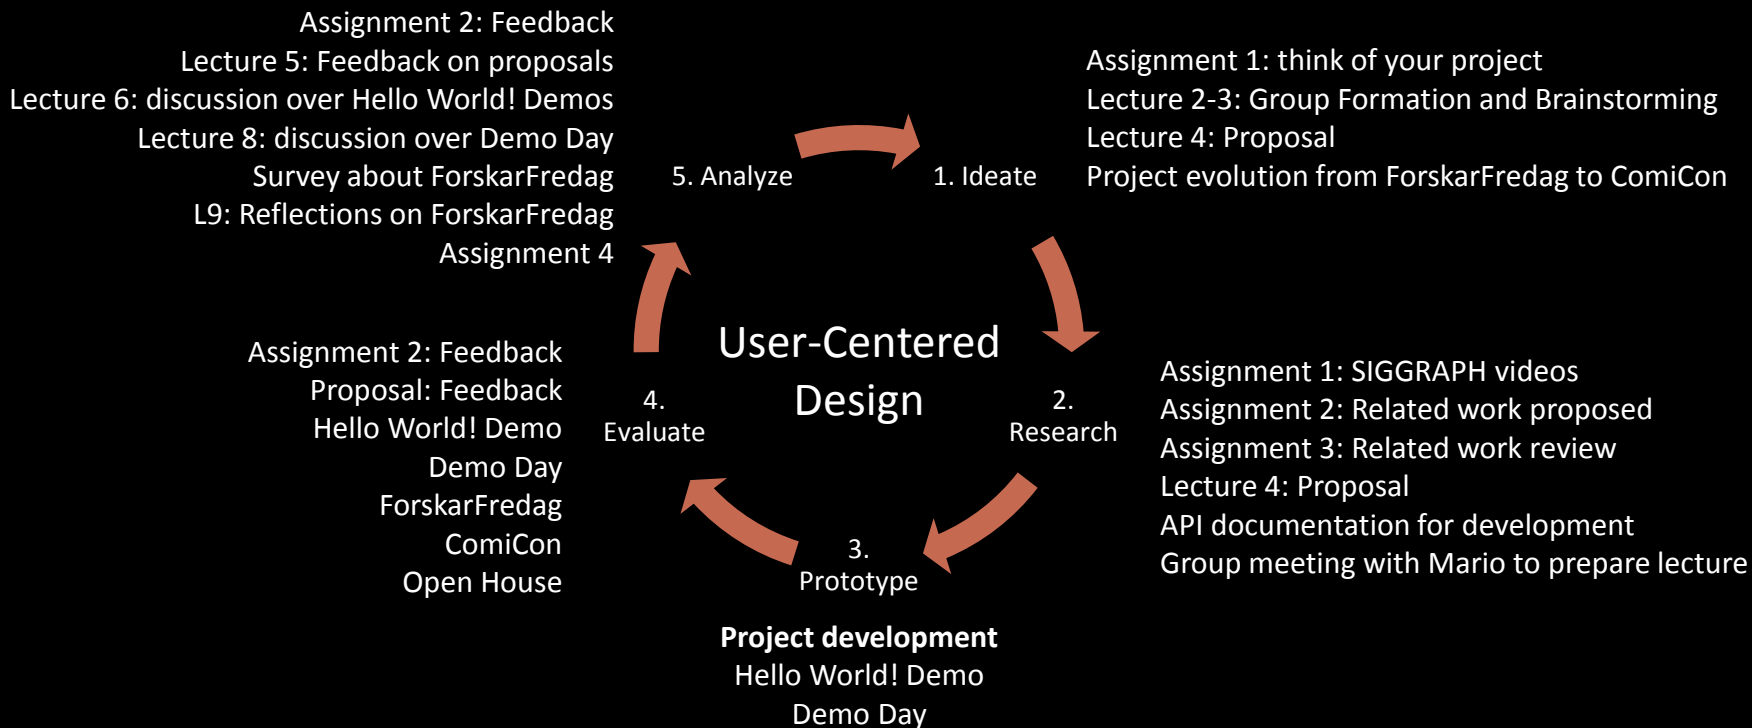 Assignment 2: Feedback
Lecture 5: Feedback on proposals
Lecture 6: discussion over Hello World! Demos
Lecture 8: discussion over Demo Day
Survey about ForskarFredag
L9: Reflections on ForskarFredag
Assignment 4
5. Analyze
1. Ideate
Assignment 1: think of your project
Lecture 2-3: Group Formation and Brainstorming
Lecture 4: Proposal
Project evolution from ForskarFredag to ComiCon
User-Centered
Design
2.
Research
Assignment 1: SIGGRAPH videos
Assignment 2: Related work proposed
Assignment 3: Related work review
Lecture 4: Proposal
API documentation for development
Group meeting with Mario to prepare lecture
3.
Prototype
Project development
Hello World! Demo
Demo Day
4.
Evaluate
Assignment 2: Feedback
Proposal: Feedback
Hello World! Demo
Demo Day
ForskarFredag
ComiCon
Open House